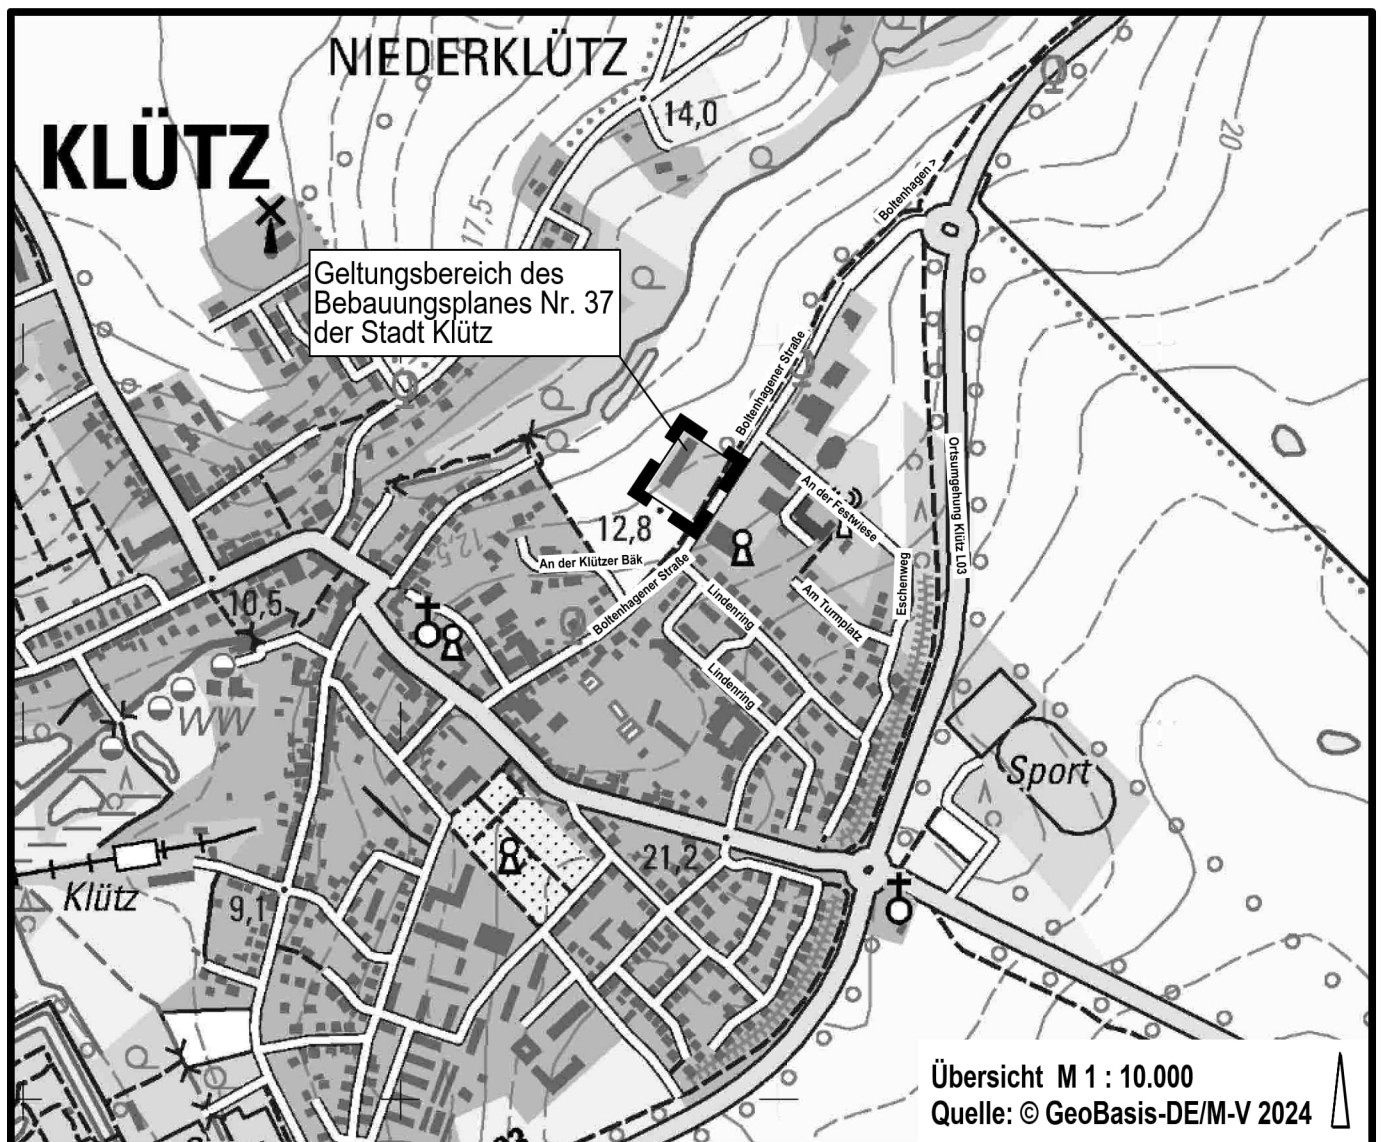 NIEDERKLÜTZ
KLÜTZ
14,0
20
17,5
Boltenhagen >
Geltungsbereich des
Bebauungsplanes Nr. 37
der Stadt Klütz
Boltenhagener Straße
Ortsumgehung Klütz L03
An der Festwiese
12,8
12,5
An der Klützer Bäk
Boltenhagener Straße
Eschenweg
Lindenring
Am Turmplatz
10,5
Lindenring
WW
Sport
21,2
Klütz
9,1
Übersicht M 1 : 10.000
Quelle: © GeoBasis-DE/M-V 2024